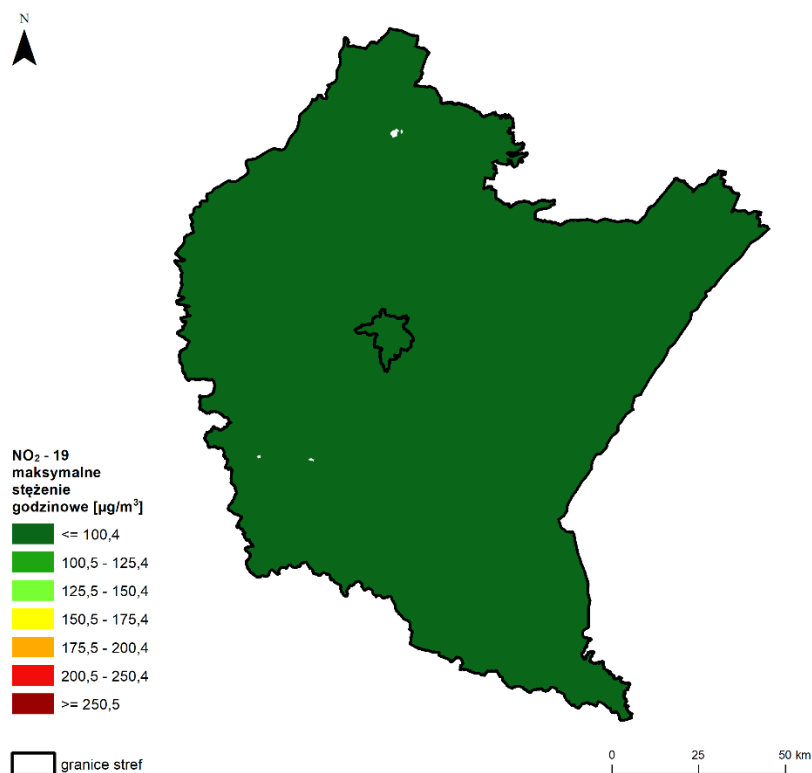 N
NO₂ - 19
maksymalne
stężenie
godzinowe [µg/m³]
<= 100,4
100,5 - 125,4
125,5 - 150,4
150,5 - 175,4
175,5 - 200,4
200,5 - 250,4
>= 250,5
granice stref
0 25 50 km